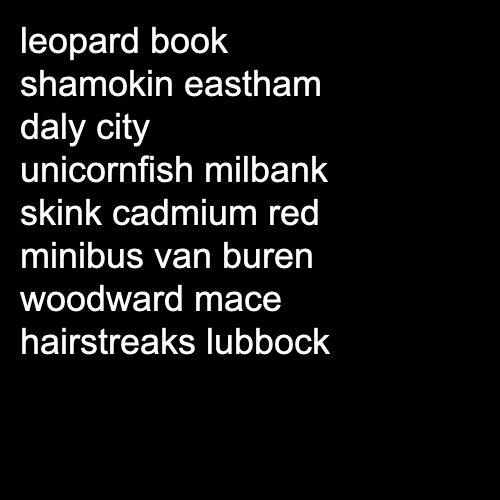 leopard book
shamokin eastham
daly city
unicornfish milbank
skink cadmium red
minibus van buren
woodward mace
hairstreaks lubbock